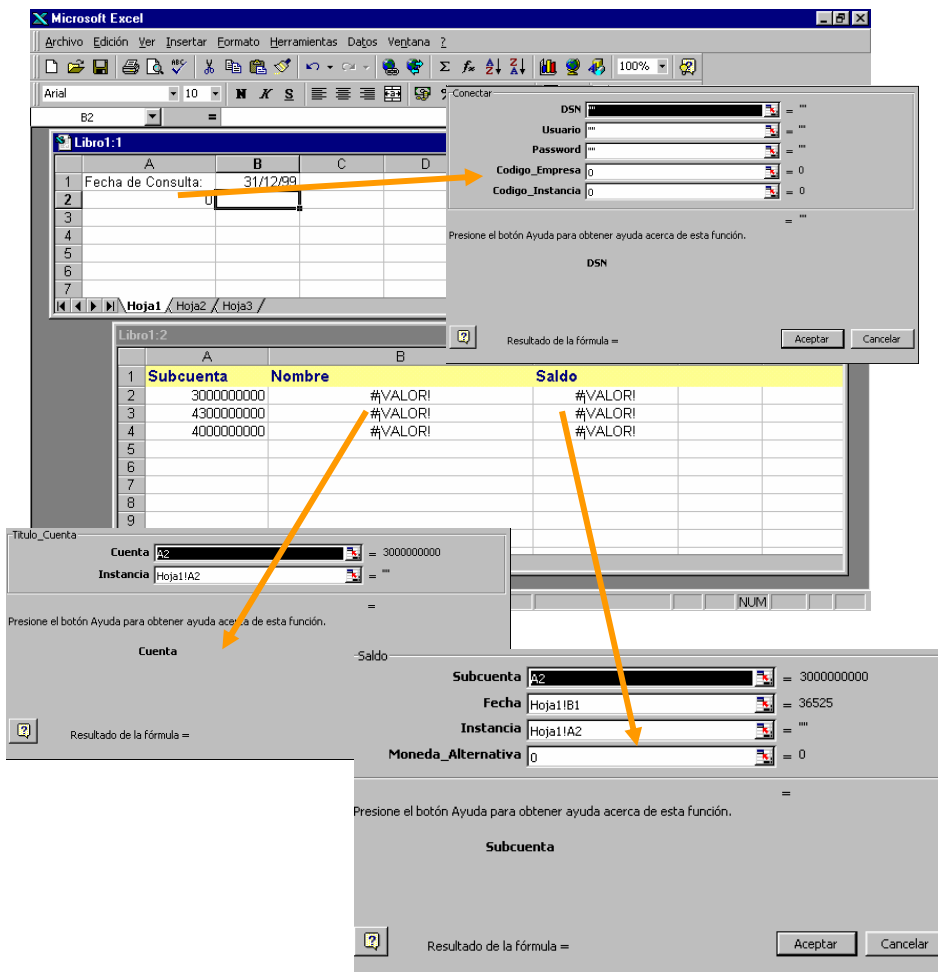 Microsoft Excel
Archivo Edición Ver Insertar Formato Herramientas Datos Ventana ?
100%
Arial 10 N K S
B2 =
Conectar
DSN "" = ""
Usuario "" = ""
Password "" = ""
Codigo_Empresa 0 = 0
Codigo_Instancia 0 = 0
= ""
Presione el botón Ayuda para obtener ayuda acerca de esta función.
DSN
Resultado de la fórmula =
Aceptar Cancelar
Libro1:1
A B C D
1 Fecha de Consulta: 31/12/99
2 0
3
4
5
6
7
Hoja1 Hoja2 Hoja3
Libro1:2
A B
1 Subcuenta Nombre Saldo
2 3000000000 #¡VALOR! #¡VALOR!
3 4300000000 #¡VALOR! #¡VALOR!
4 4000000000 #¡VALOR! #¡VALOR!
5
6
7
8
9
NUM
Titulo_Cuenta
Cuenta A2 = 3000000000
Instancia Hoja1!A2 = ""
=
Presione el botón Ayuda para obtener ayuda acerca de esta función.
Cuenta
Resultado de la fórmula =
Saldo
Subcuenta A2 = 3000000000
Fecha Hoja1!B1 = 36525
Instancia Hoja1!A2 = ""
Moneda_Alternativa 0 = 0
=
Presione el botón Ayuda para obtener ayuda acerca de esta función.
Subcuenta
Resultado de la fórmula =
Aceptar Cancelar